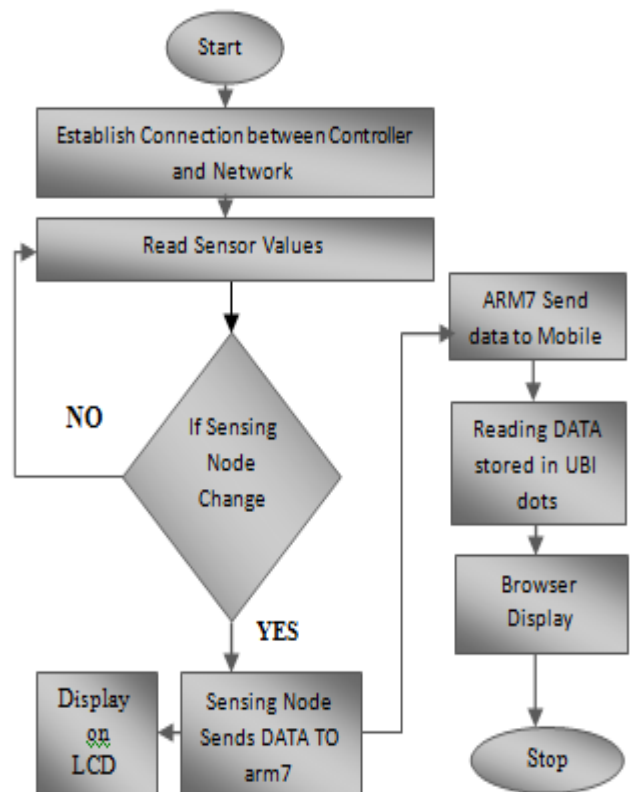 Start
Establish Connection between Controller
and Network
Read Sensor Values
If Sensing
Node
Change
NO
YES
Sensing Node
Sends DATA TO
arm7
Display
on
LCD
ARM7 Send
data to Mobile
Reading DATA
stored in UBI
dots
Browser
Display
Stop